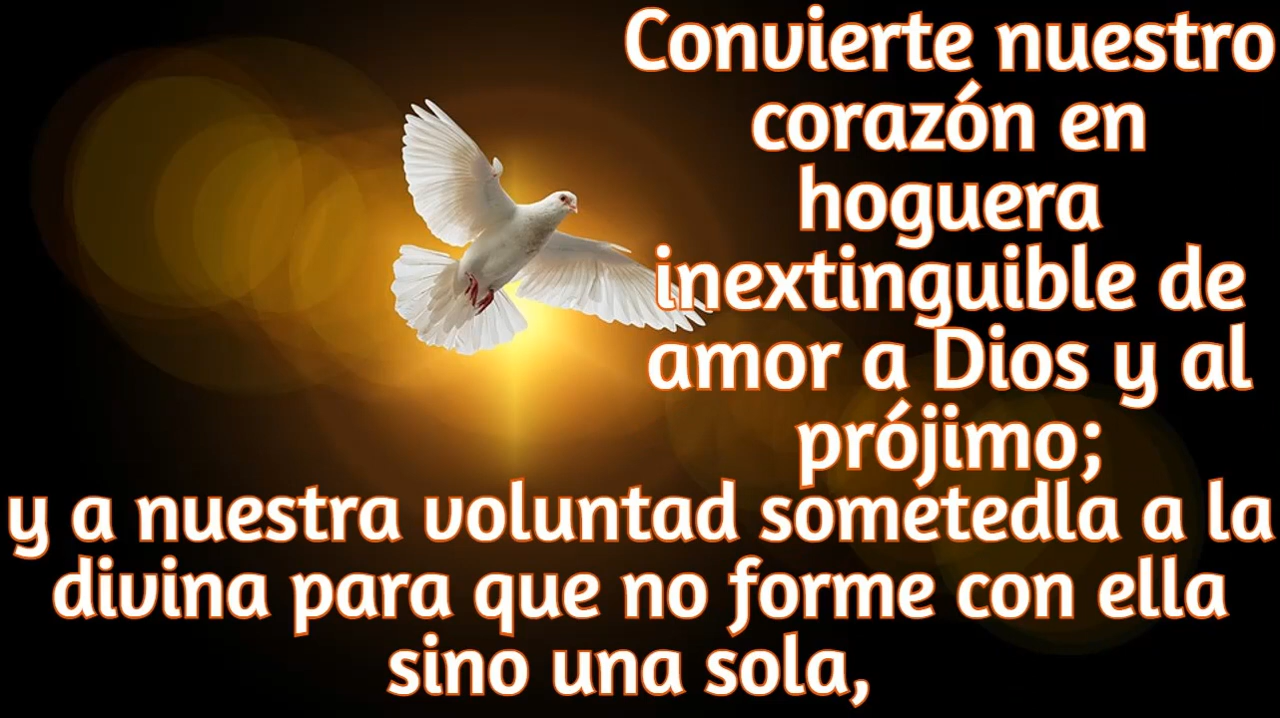 Convierte nuestro
corazón en
hoguera
inextinguible de
amor a Dios y al
prójimo;
y a nuestra voluntad sometedla a la
divina para que no forme con ella
sino una sola,